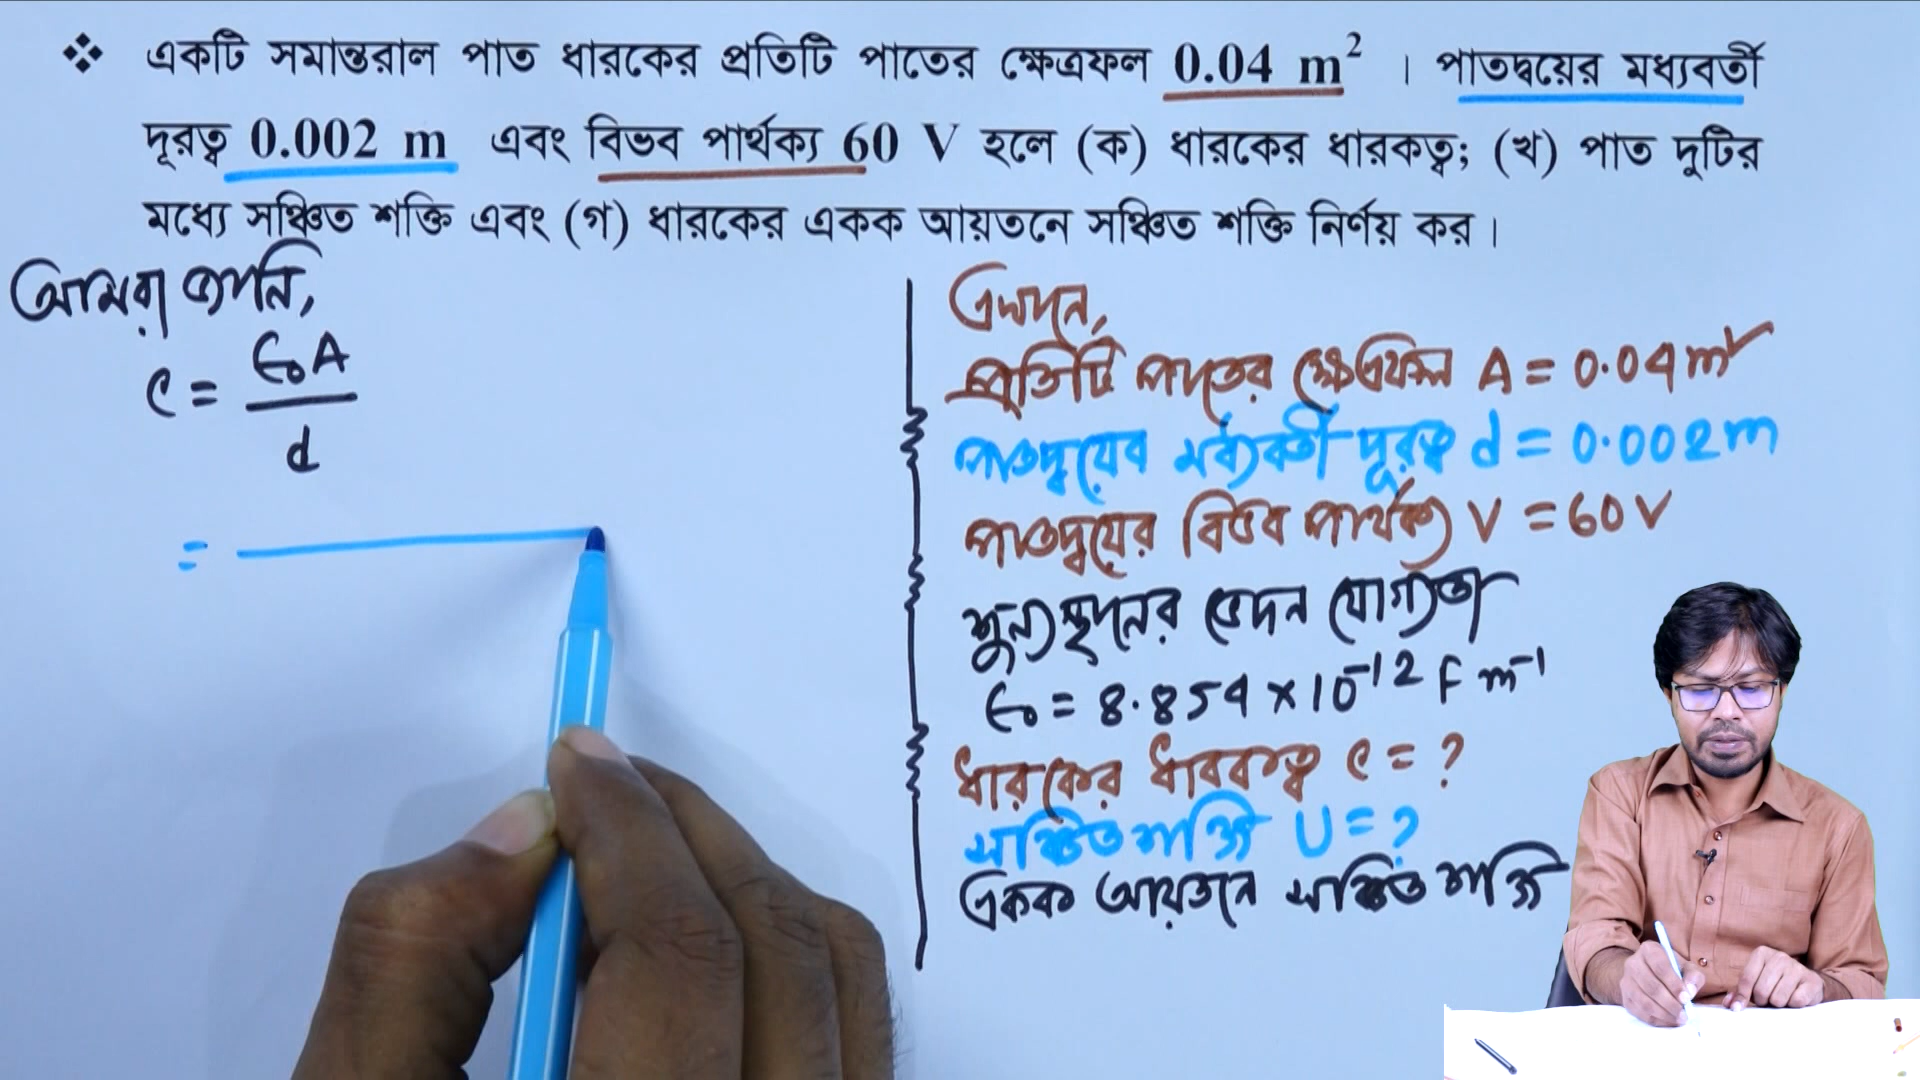 ❖ একটি সমান্তরাল পাত ধারকের প্রতিটি পাতের ক্ষেত্রফল 0.04 m² । পাতদ্বয়ের মধ্যবর্তী
দূরত্ব 0.002 m এবং বিভব পার্থক্য 60 V হলে (ক) ধারকের ধারকত্ব; (খ) পাত দুটির
মধ্যে সঞ্চিত শক্তি এবং (গ) ধারকের একক আয়তনে সঞ্চিত শক্তি নির্ণয় কর ।
আমরা জানি,
C = ϵ₀A
d
=
এখানে,
প্রতিটি পাতের ক্ষেত্রফল A = 0.04 m²
পাতদ্বয়ের মধ্যবর্তী দূরত্ব d = 0.002 m
পাতদ্বয়ের বিভব পার্থক্য V = 60 V
শূন্যস্থানের ভেদন যোগ্যতা
ϵ₀ = 8.854 × 10⁻¹² F m⁻¹
ধারকের ধারকত্ব C = ?
সঞ্চিত শক্তি U = ?
একক আয়তনে সঞ্চিত শক্তি